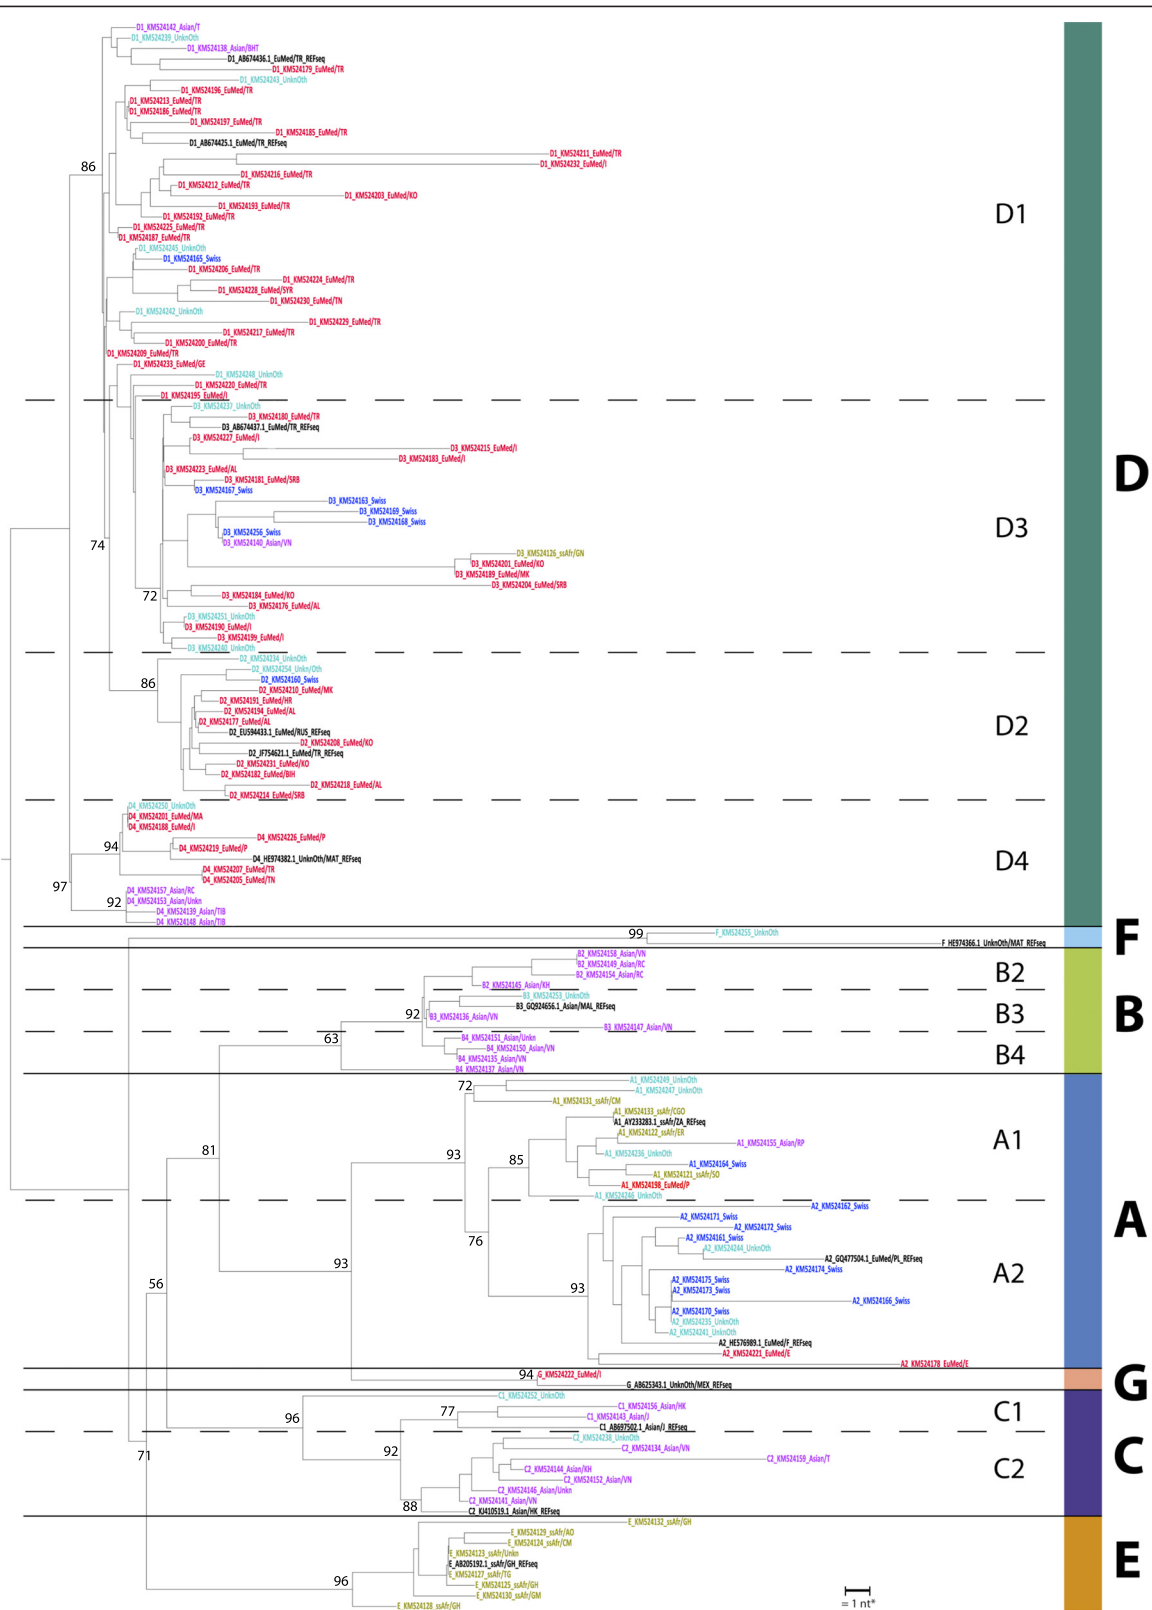 D1_KM524142_Asian/T
D1_KM524239_UnknOth
D1_KM524138_Asian/BHT
D1_AB674436.1_EuMed/TR_REFseq
D1_KM524179_EuMed/TR
D1_KM524243_UnknOth
D1_KM524196_EuMed/TR
D1_KM524213_EuMed/TR
D1_KM524186_EuMed/TR
D1_KM524197_EuMed/TR
D1_KM524185_EuMed/TR
D1_AB674425.1_EuMed/TR_REFseq
D1_KM524211_EuMed/TR
D1_KM524232_EuMed/I
86
D1_KM524216_EuMed/TR
D1_KM524212_EuMed/TR
D1_KM524203_EuMed/KO
D1_KM524193_EuMed/TR
D1
D1_KM524192_EuMed/TR
D1_KM524225_EuMed/TR
D1_KM524187_EuMed/TR
D1_KM524245_UnknOth
D1_KM524165_Swiss
D1_KM524206_EuMed/TR
D1_KM524224_EuMed/TR
D1_KM524228_EuMed/SYR
D1_KM524230_EuMed/TN
D1_KM524242_UnknOth
D1_KM524229_EuMed/TR
D1_KM524217_EuMed/TR
D1_KM524200_EuMed/TR
D1_KM524209_EuMed/TR
D1_KM524233_EuMed/GE
D1_KM524248_UnknOth
D1_KM524220_EuMed/TR
D1_KM524195_EuMed/I
D3_KM524237_UnknOth
D3_KM524180_EuMed/TR
D3_AB674437.1_EuMed/TR_REFseq
D3_KM524227_EuMed/I
D3_KM524215_EuMed/I
D3_KM524183_EuMed/I
D3_KM524223_EuMed/AL
D
D3_KM524181_EuMed/SRB
D3_KM524167_Swiss
D3_KM524163_Swiss
D3_KM524169_Swiss
D3_KM524168_Swiss
D3
D3_KM524256_Swiss
D3_KM524140_Asian/VN
74
D3_KM524126_ssAfr/GN
D3_KM524201_EuMed/KO
D3_KM524189_EuMed/MK
D3_KM524204_EuMed/SRB
72
D3_KM524184_EuMed/KO
D3_KM524176_EuMed/AL
D3_KM524251_UnknOth
D3_KM524190_EuMed/I
D3_KM524199_EuMed/I
D3_KM524240_UnknOth
D2_KM524234_UnknOth
D2_KM524254_Unkn/Oth
D2_KM524160_Swiss
86
D2_KM524210_EuMed/MK
D2_KM524191_EuMed/HR
D2_KM524194_EuMed/AL
D2_KM524177_EuMed/AL
D2
D2_EU594433.1_EuMed/RUS_REFseq
D2_KM524208_EuMed/KO
D2_JF754621.1_EuMed/TR_REFseq
D2_KM524231_EuMed/KO
D2_KM524182_EuMed/BIH
D2_KM524218_EuMed/AL
D2_KM524214_EuMed/SRB
D4_KM524250_UnknOth
D4_KM524201_EuMed/MA
D4_KM524188_EuMed/I
D4_KM524226_EuMed/P
94
D4_KM524219_EuMed/P
D4_HE974382.1_UnknOth/MAT_REFseq
D4
D4_KM524207_EuMed/TR
D4_KM524205_EuMed/TN
97
D4_KM524157_Asian/RC
92
D4_KM524153_Asian/Unkn
D4_KM524139_Asian/TIB
D4_KM524148_Asian/TIB
99
F_KM524255_UnknOth
F
F_HE974366.1_UnknOth/MAT_REFseq
B2_KM524158_Asian/VN
B2_KM524149_Asian/RC
B2
B2_KM524154_Asian/RC
B2_KM524145_Asian/KH
B3_KM524253_UnknOth
B3_GQ924656.1_Asian/MAL_REFseq
92
B3_KM524136_Asian/VN
B3
B
B3_KM524147_Asian/VN
63
B4_KM524151_Asian/Unkn
B4_KM524150_Asian/VN
B4
B4_KM524135_Asian/VN
B4_KM524137_Asian/VN
72
A1_KM524249_UnknOth
A1_KM524247_UnknOth
A1_KM524131_ssAfr/CM
A1_KM524133_ssAfr/CGO
A1_AY233283.1_ssAfr/ZA_REFseq
A1_KM524122_ssAfr/ER
A1
A1_KM524155_Asian/RP
81
93
85
A1_KM524236_UnknOth
A1_KM524164_Swiss
A1_KM524121_ssAfr/SO
A1_KM524198_EuMed/P
A1_KM524246_UnknOth
A2_KM524162_Swiss
A
A2_KM524171_Swiss
A2_KM524172_Swiss
76
A2_KM524161_Swiss
A2_KM524244_UnknOth
A2_GQ477504.1_EuMed/PL_REFseq
93
A2_KM524174_Swiss
A2
56
93
A2_KM524175_Swiss
A2_KM524173_Swiss
A2_KM524166_Swiss
A2_KM524170_Swiss
A2_KM524235_UnknOth
A2_KM524241_UnknOth
A2_HE576989.1_EuMed/F_REFseq
A2_KM524221_EuMed/E
A2_KM524178_EuMed/E
94
G_KM524222_EuMed/I
G
G_AB625343.1_UnknOth/MEX_REFseq
C1_KM524252_UnknOth
C1_KM524156_Asian/HK
96
77
C1
C1_KM524143_Asian/J
C1_AB697502.1_Asian/J_REFseq
C2_KM524238_UnknOth
71
92
C2_KM524134_Asian/VN
C
C2_KM524159_Asian/T
C2_KM524144_Asian/KH
C2
C2_KM524152_Asian/VN
C2_KM524146_Asian/Unkn
C2_KM524141_Asian/VN
88
C2_KJ410519.1_Asian/HK_REFseq
E_KM524132_ssAfr/GH
E_KM524129_ssAfr/AO
E_KM524124_ssAfr/CM
E_KM524123_ssAfr/Unkn
E
E_AB205192.1_ssAfr/GH_REFseq
E_KM524127_ssAfr/TG
96
E_KM524125_ssAfr/GH
E_KM524130_ssAfr/GM
E_KM524128_ssAfr/GH
= 1 nt*